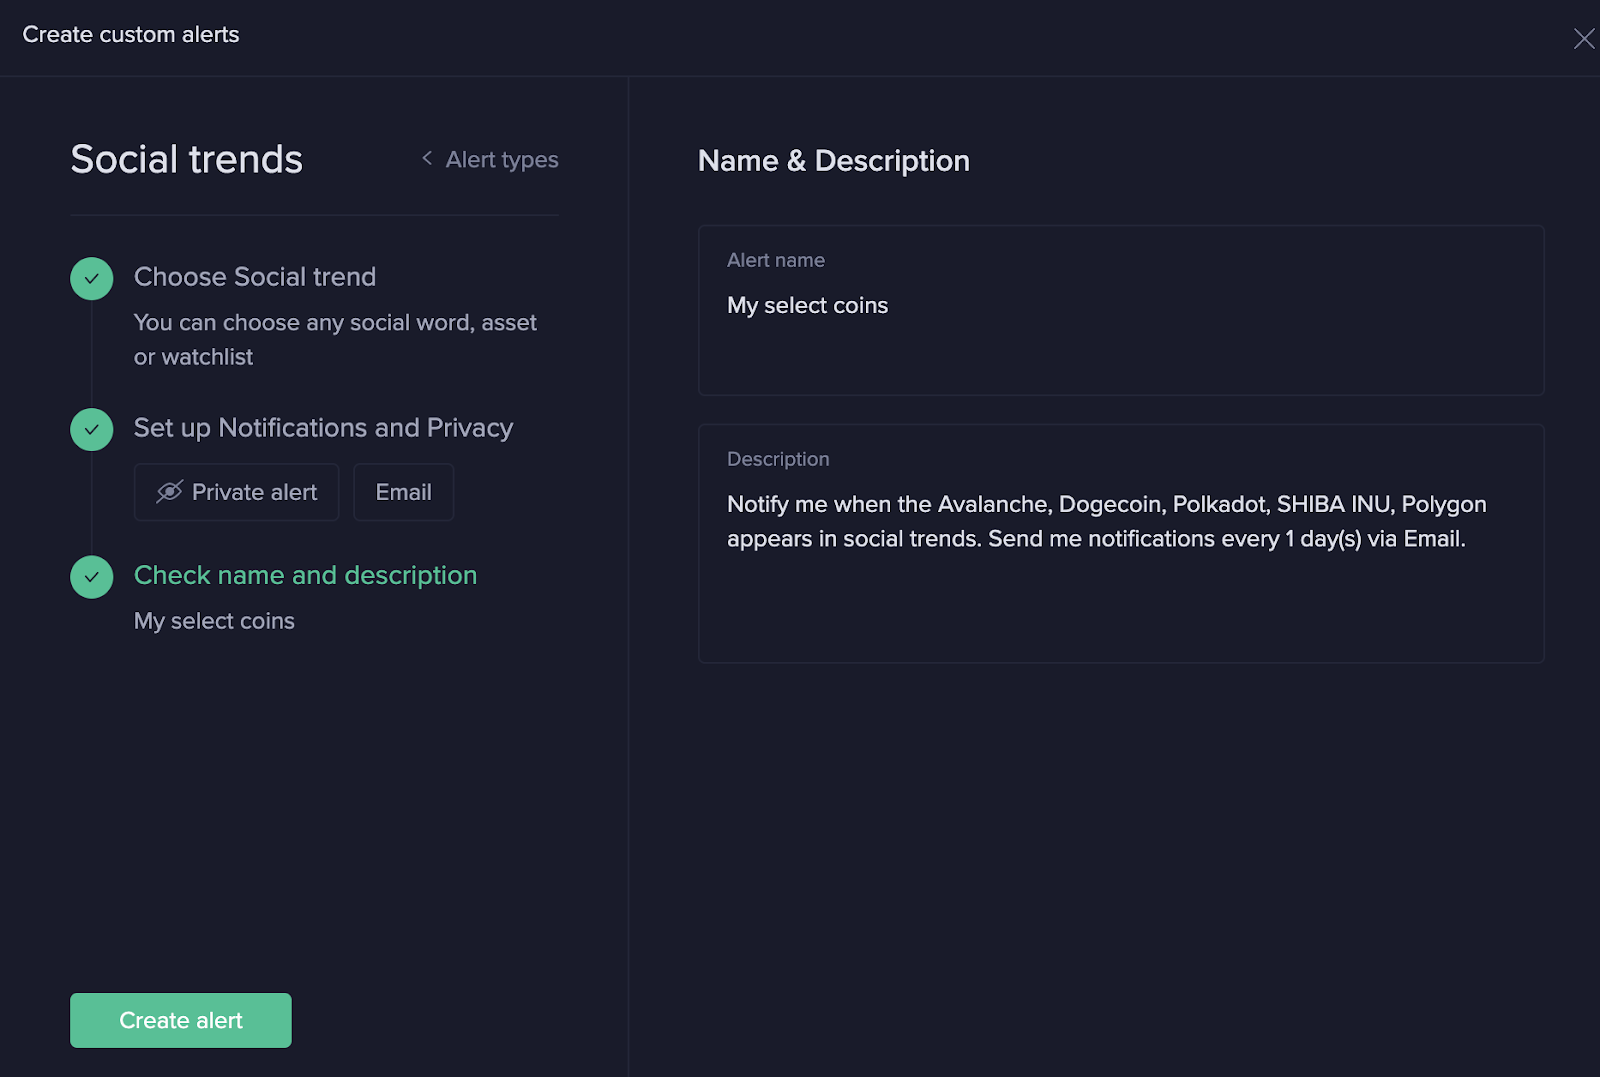 Create custom alerts
Social trends
Alert types
Choose Social trend
You can choose any social word, asset
or watchlist
Set up Notifications and Privacy
Private alert
Email
Check name and description
My select coins
Create alert
Name & Description
Alert name
My select coins
Description
Notify me when the Avalanche, Dogecoin, Polkadot, SHIBA INU, Polygon
appears in social trends. Send me notifications every 1 day(s) via Email.